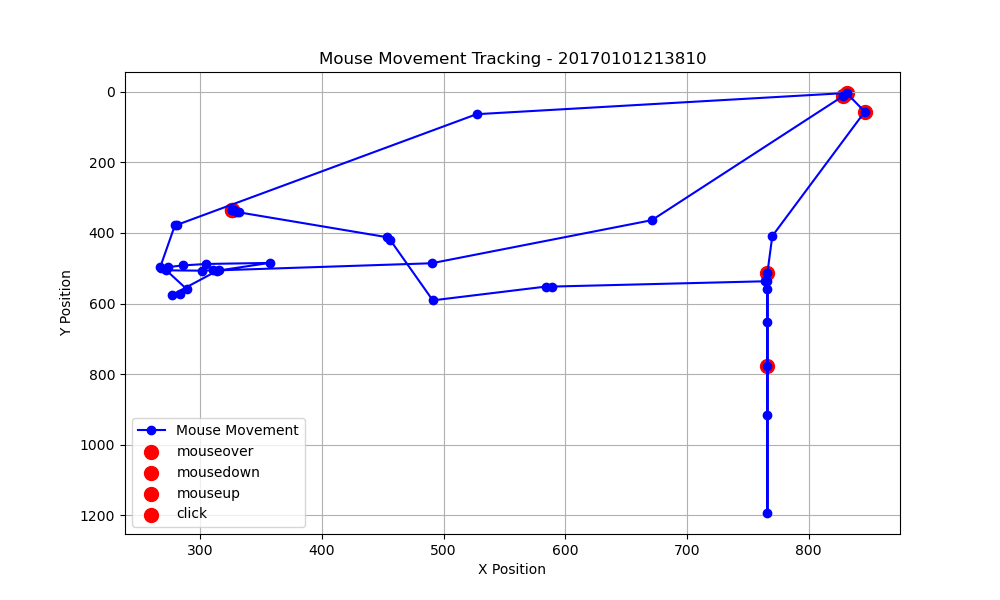 Mouse Movement Tracking - 20170101213810
0
200
400
600
800
1000
1200
Y Position
Mouse Movement
mouseover
mousedown
mouseup
click
300 400 500 600 700 800
X Position